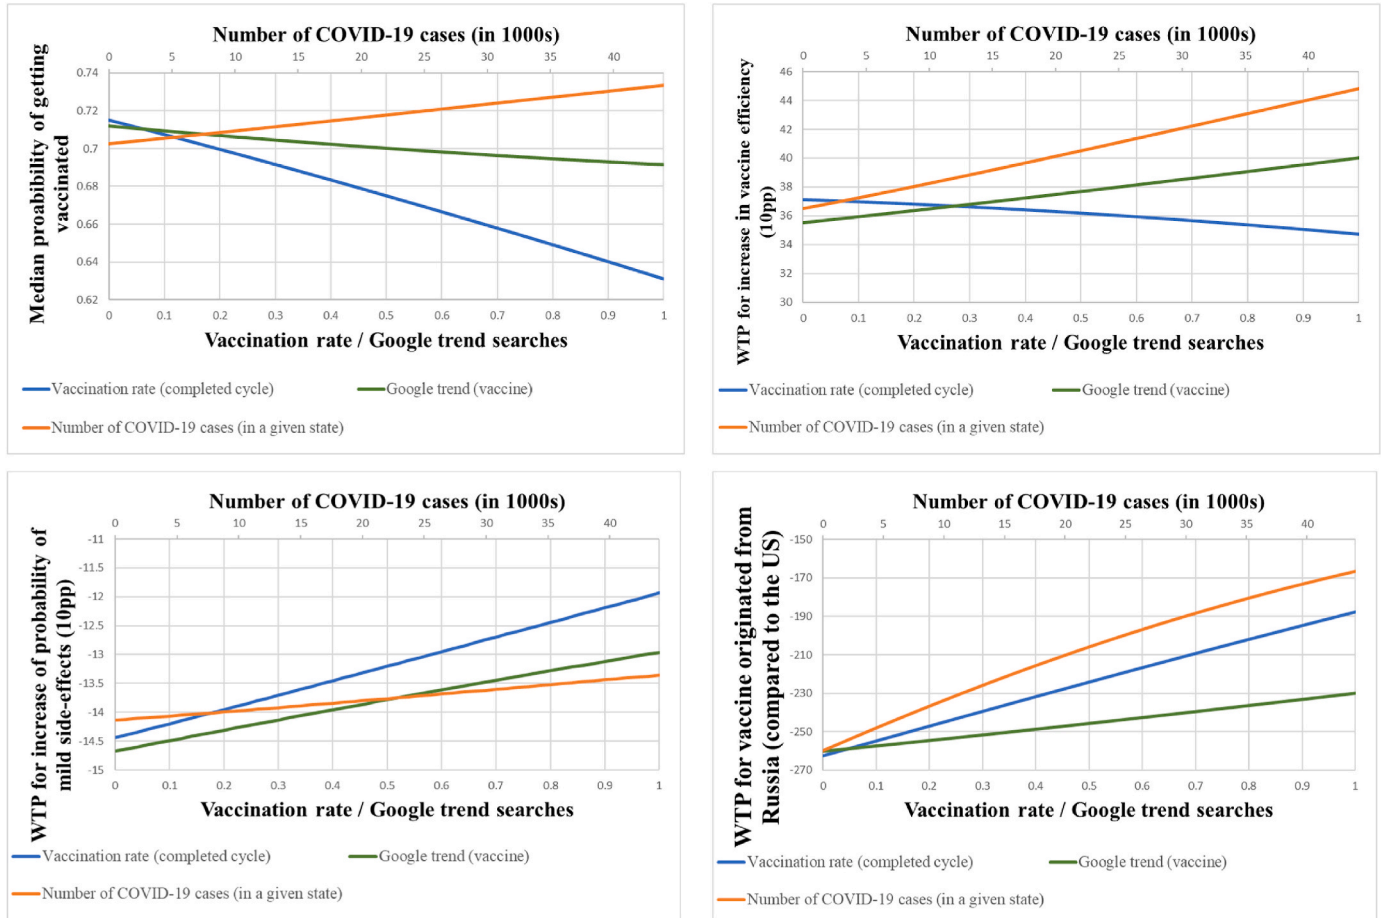 Number of COVID-19 cases (in 1000s)
0 5 10 15 20 25 30 35 40
Median proabibility of getting
vaccinated
0.74
0.72
0.7
0.68
0.66
0.64
0.62
0 0.1 0.2 0.3 0.4 0.5 0.6 0.7 0.8 0.9 1
Vaccination rate / Google trend searches
Vaccination rate (completed cycle)
Google trend (vaccine)
Number of COVID-19 cases (in a given state)
Number of COVID-19 cases (in 1000s)
0 5 10 15 20 25 30 35 40
WTP for increase in vaccine efficiency
(10pp)
46
44
42
40
38
36
34
32
30
0 0.1 0.2 0.3 0.4 0.5 0.6 0.7 0.8 0.9 1
Vaccination rate / Google trend searches
Vaccination rate (completed cycle)
Google trend (vaccine)
Number of COVID-19 cases (in a given state)
Number of COVID-19 cases (in 1000s)
0 5 10 15 20 25 30 35 40
WTP for increase of probability of
mild side-effects (10pp)
-11
-11.5
-12
-12.5
-13
-13.5
-14
-14.5
-15
0 0.1 0.2 0.3 0.4 0.5 0.6 0.7 0.8 0.9 1
Vaccination rate / Google trend searches
Vaccination rate (completed cycle)
Google trend (vaccine)
Number of COVID-19 cases (in a given state)
Number of COVID-19 cases (in 1000s)
0 5 10 15 20 25 30 35 40
WTP for vaccine originated from
Russia (compared to the US)
-150
-170
-190
-210
-230
-250
-270
0 0.1 0.2 0.3 0.4 0.5 0.6 0.7 0.8 0.9 1
Vaccination rate / Google trend searches
Vaccination rate (completed cycle)
Google trend (vaccine)
Number of COVID-19 cases (in a given state)